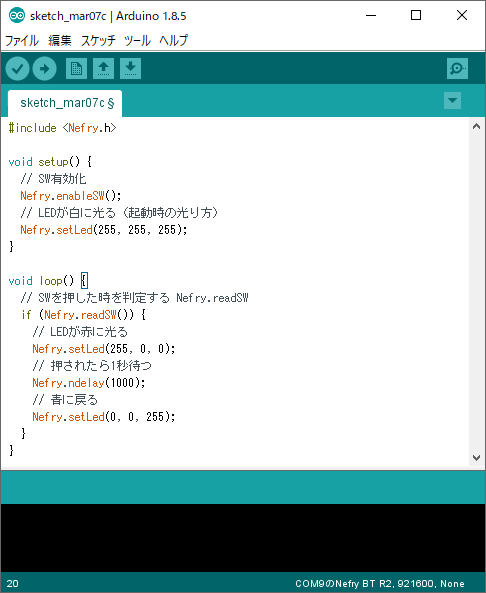 sketch_mar07c | Arduino 1.8.5
ファイル 編集 スケッチ ツール ヘルプ
sketch_mar07c §
#include <Nefry.h>
void setup() {
// SW有効化
Nefry.enableSW();
// LEDが白に光る（起動時の光り方）
Nefry.setLed(255, 255, 255);
}
void loop() {
// SWを押した時を判定する Nefry.readSW
if (Nefry.readSW()) {
// LEDが赤に光る
Nefry.setLed(255, 0, 0);
// 押されたら1秒待つ
Nefry.ndelay(1000);
// 青に戻る
Nefry.setLed(0, 0, 255);
}
}
20
COM9のNefry BT R2, 921600, None